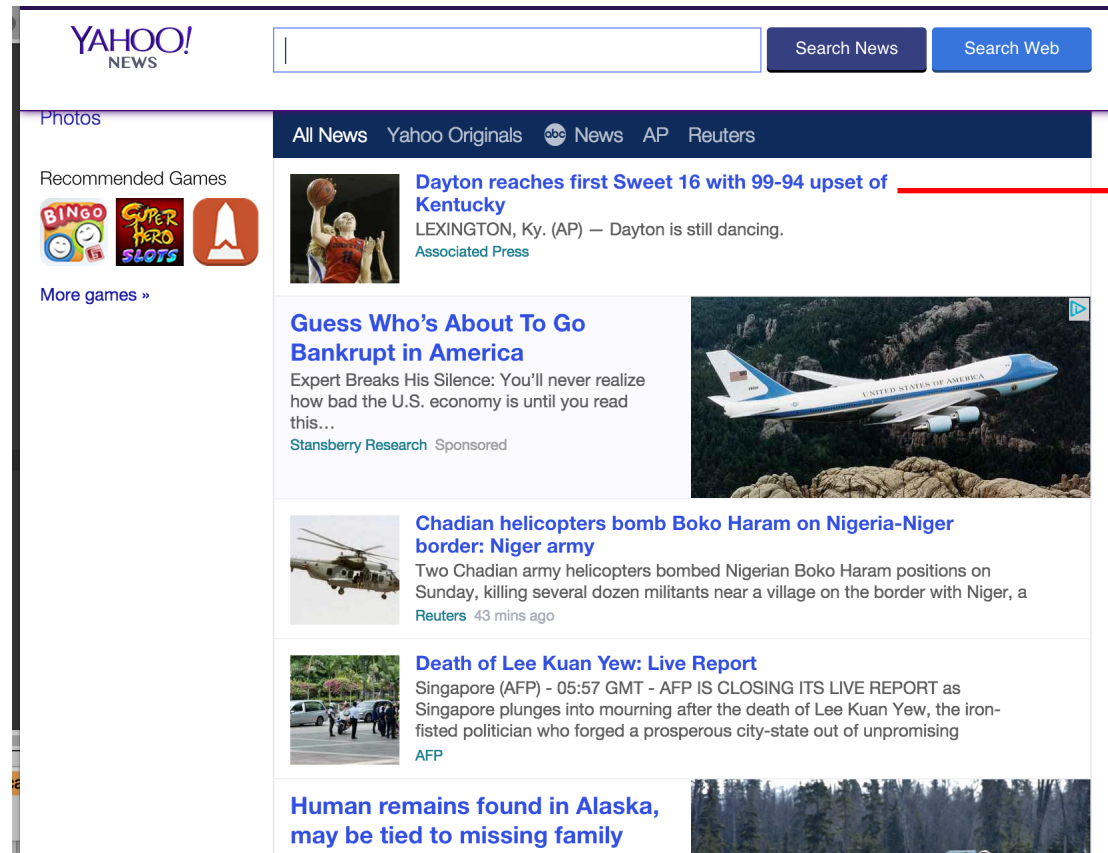 YAHOO!
NEWS
Search News
Search Web
Photos
All News Yahoo Originals abc News AP Reuters
Recommended Games
BINGO
SUPER
HERO
SLOTS
More games »
Dayton reaches first Sweet 16 with 99-94 upset of
Kentucky
LEXINGTON, Ky. (AP) — Dayton is still dancing.
Associated Press
Guess Who’s About To Go
Bankrupt in America
Expert Breaks His Silence: You’ll never realize
how bad the U.S. economy is until you read
this…
Stansberry Research Sponsored
UNITED STATES OF AMERICA
Chadian helicopters bomb Boko Haram on Nigeria-Niger
border: Niger army
Two Chadian army helicopters bombed Nigerian Boko Haram positions on
Sunday, killing several dozen militants near a village on the border with Niger, a
Reuters 43 mins ago
Death of Lee Kuan Yew: Live Report
Singapore (AFP) - 05:57 GMT - AFP IS CLOSING ITS LIVE REPORT as
Singapore plunges into mourning after the death of Lee Kuan Yew, the iron-
fisted politician who forged a prosperous city-state out of unpromising
AFP
Human remains found in Alaska,
may be tied to missing family